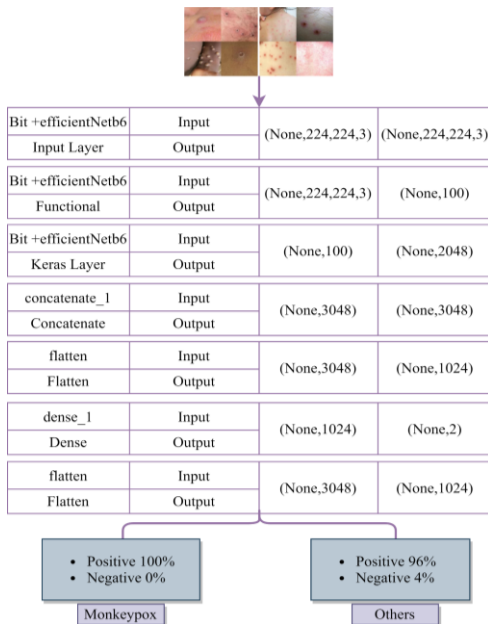 Bit +efficientNetb6 Input (None,224,224,3) (None,224,224,3)
Input Layer Output
Bit +efficientNetb6 Input (None,224,224,3) (None,100)
Functional Output
Bit +efficientNetb6 Input (None,100) (None,2048)
Keras Layer Output
concatenate_1 Input (None,3048) (None,3048)
Concatenate Output
flatten Input (None,3048) (None,1024)
Flatten Output
dense_1 Input (None,1024) (None,2)
Dense Output
flatten Input (None,3048) (None,1024)
Flatten Output
• Positive 100%
• Negative 0%
Monkeypox
• Positive 96%
• Negative 4%
Others